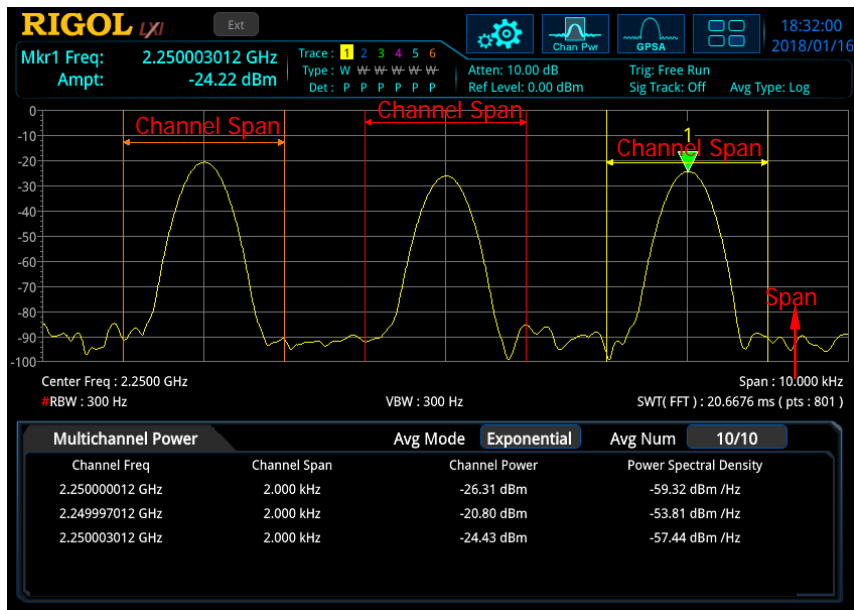 RIGOL LXI Ext
Chan Pwr GPSA 18:32:00
2018/01/16
Mkr1 Freq: 2.250003012 GHz
Ampt: -24.22 dBm
Trace : 1 2 3 4 5 6
Type : W W W W W W
Det : P P P P P P
Atten: 10.00 dB
Ref Level: 0.00 dBm
Trig: Free Run
Sig Track: Off Avg Type: Log
Channel Span
Channel Span
Channel Span
1
Span
0
-10
-20
-30
-40
-50
-60
-70
-80
-90
-100
Center Freq : 2.2500 GHz Span : 10.000 kHz
#RBW : 300 Hz VBW : 300 Hz SWT( FFT ) : 20.6676 ms ( pts : 801 )
Multichannel Power Avg Mode Exponential Avg Num 10/10
Channel Freq Channel Span Channel Power Power Spectral Density
2.250000012 GHz 2.000 kHz -26.31 dBm -59.32 dBm /Hz
2.249997012 GHz 2.000 kHz -20.80 dBm -53.81 dBm /Hz
2.250003012 GHz 2.000 kHz -24.43 dBm -57.44 dBm /Hz